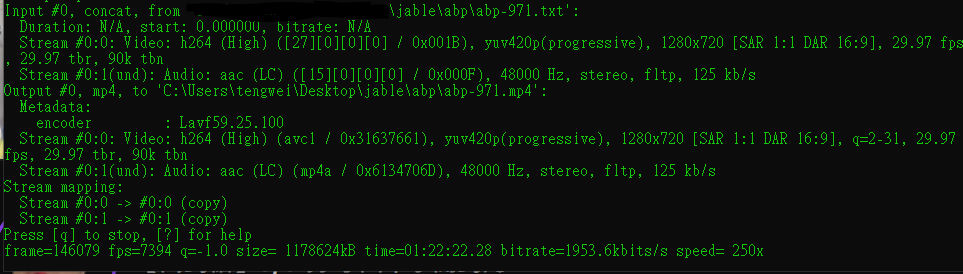 Input #0, concat, from \jable\abp\abp-971.txt':
Duration: N/A, start: 0.000000, bitrate: N/A
Stream #0:0: Video: h264 (High) ([27][0][0][0] / 0x001B), yuv420p(progressive), 1280x720 [SAR 1:1 DAR 16:9], 29.97 fps
, 29.97 tbr, 90k tbn
Stream #0:1(und): Audio: aac (LC) ([15][0][0][0] / 0x000F), 48000 Hz, stereo, fltp, 125 kb/s
Output #0, mp4, to 'C:\Users\tengwei\Desktop\jable\abp\abp-971.mp4':
Metadata:
encoder : Lavf59.25.100
Stream #0:0: Video: h264 (High) (avc1 / 0x31637661), yuv420p(progressive), 1280x720 [SAR 1:1 DAR 16:9], q=2-31, 29.97
fps, 29.97 tbr, 90k tbn
Stream #0:1(und): Audio: aac (LC) (mp4a / 0x6134706D), 48000 Hz, stereo, fltp, 125 kb/s
Stream mapping:
Stream #0:0 -> #0:0 (copy)
Stream #0:1 -> #0:1 (copy)
Press [q] to stop, [?] for help
frame=146079 fps=7394 q=-1.0 size= 1178624kB time=01:22:22.28 bitrate=1953.6kbits/s speed= 250x